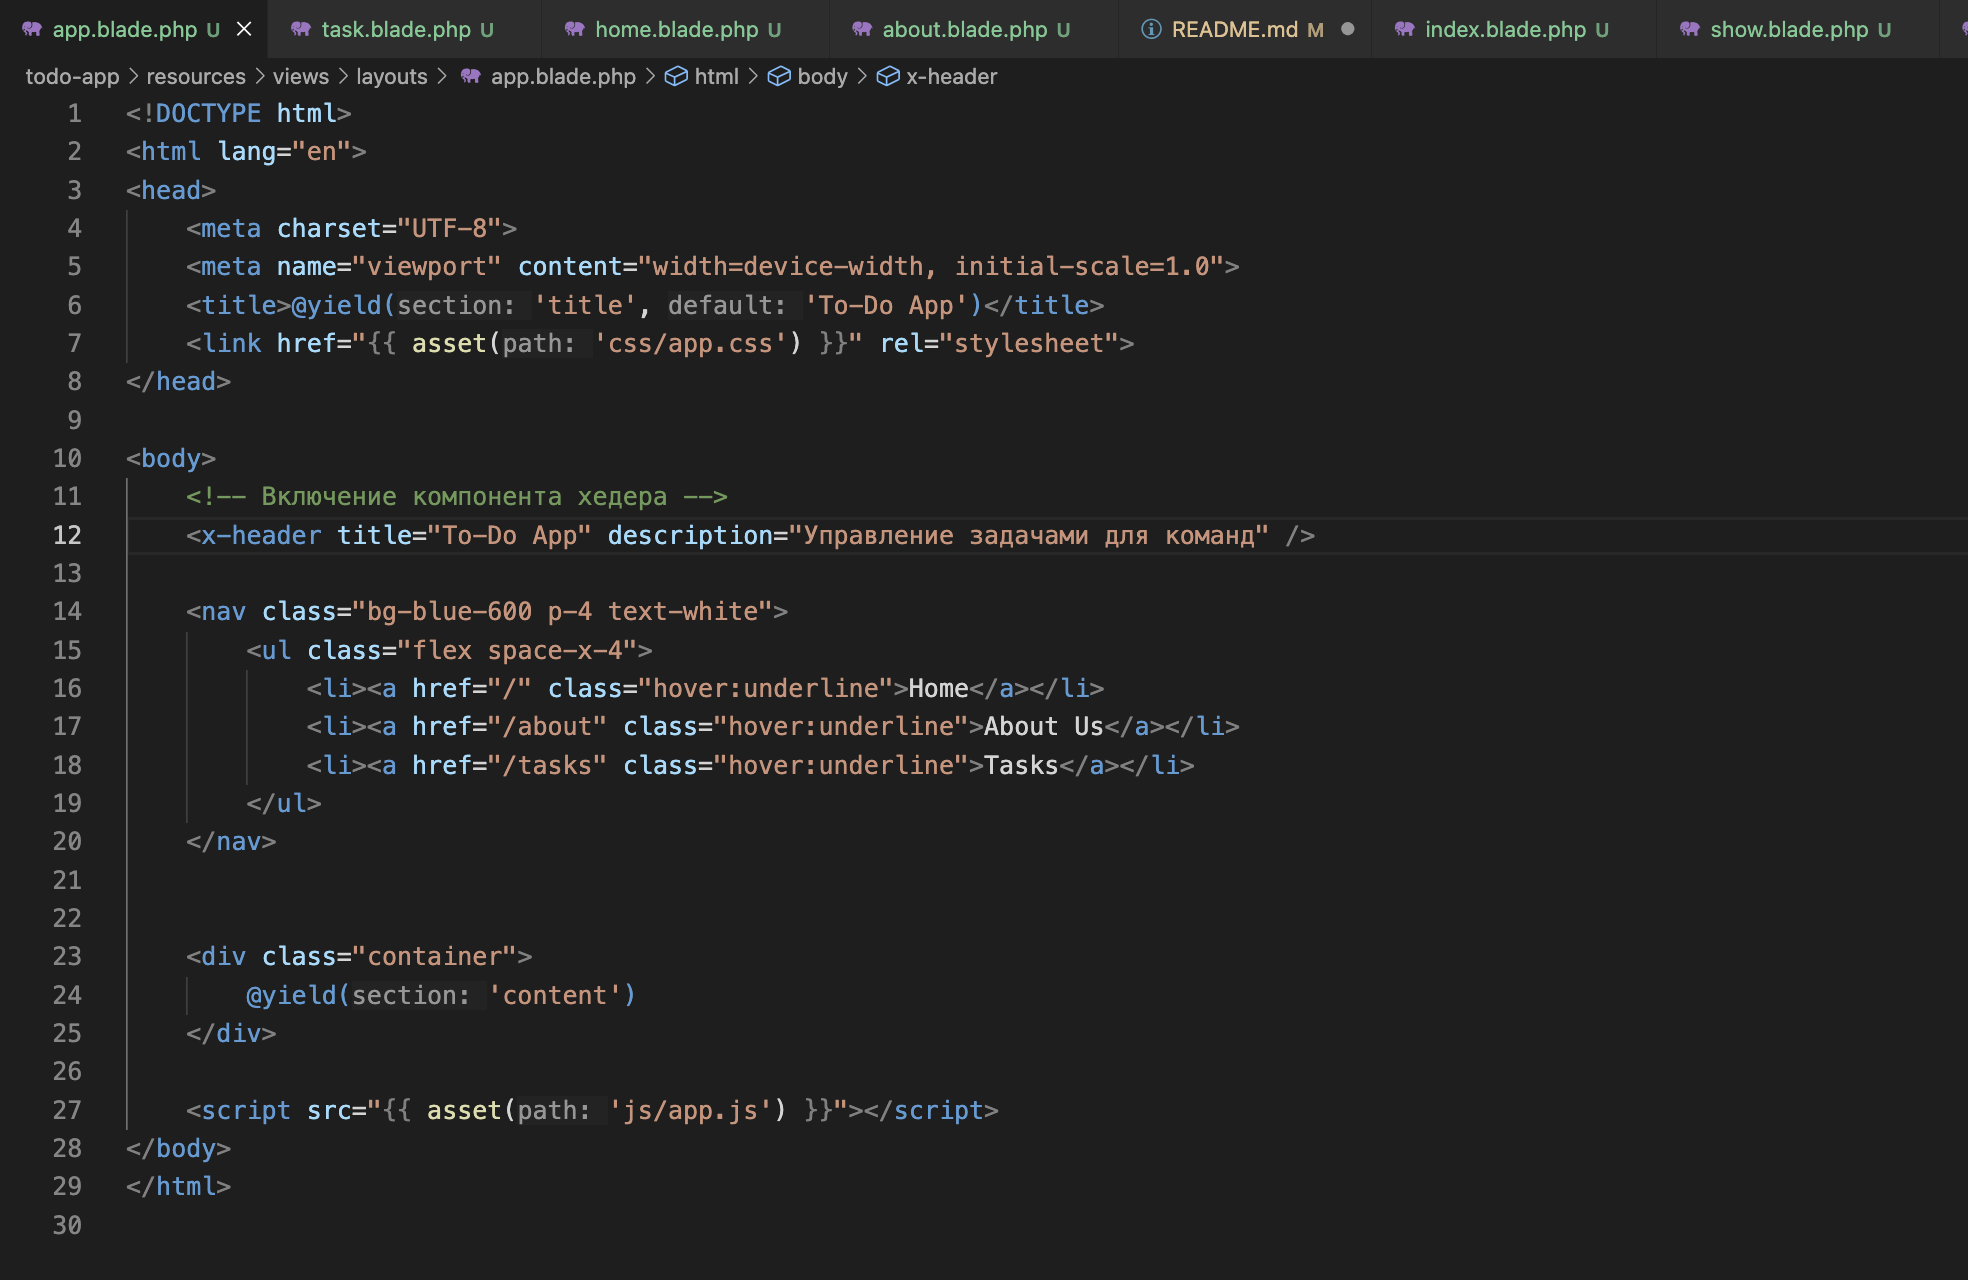 app.blade.php U
task.blade.php U
home.blade.php U
about.blade.php U
README.md M
index.blade.php U
show.blade.php U
todo-app > resources > views > layouts > app.blade.php > html > body > x-header
1 <!DOCTYPE html>
2 <html lang="en">
3 <head>
4     <meta charset="UTF-8">
5     <meta name="viewport" content="width=device-width, initial-scale=1.0">
6     <title>@yield(section: 'title', default: 'To-Do App')</title>
7     <link href="{{ asset(path: 'css/app.css') }}" rel="stylesheet">
8 </head>
9
10 <body>
11     <!-- Включение компонента хедера -->
12     <x-header title="To-Do App" description="Управление задачами для команд" />
13
14     <nav class="bg-blue-600 p-4 text-white">
15         <ul class="flex space-x-4">
16             <li><a href="/" class="hover:underline">Home</a></li>
17             <li><a href="/about" class="hover:underline">About Us</a></li>
18             <li><a href="/tasks" class="hover:underline">Tasks</a></li>
19         </ul>
20     </nav>
21
22
23     <div class="container">
24         @yield(section: 'content')
25     </div>
26
27     <script src="{{ asset(path: 'js/app.js') }}"></script>
28 </body>
29 </html>
30